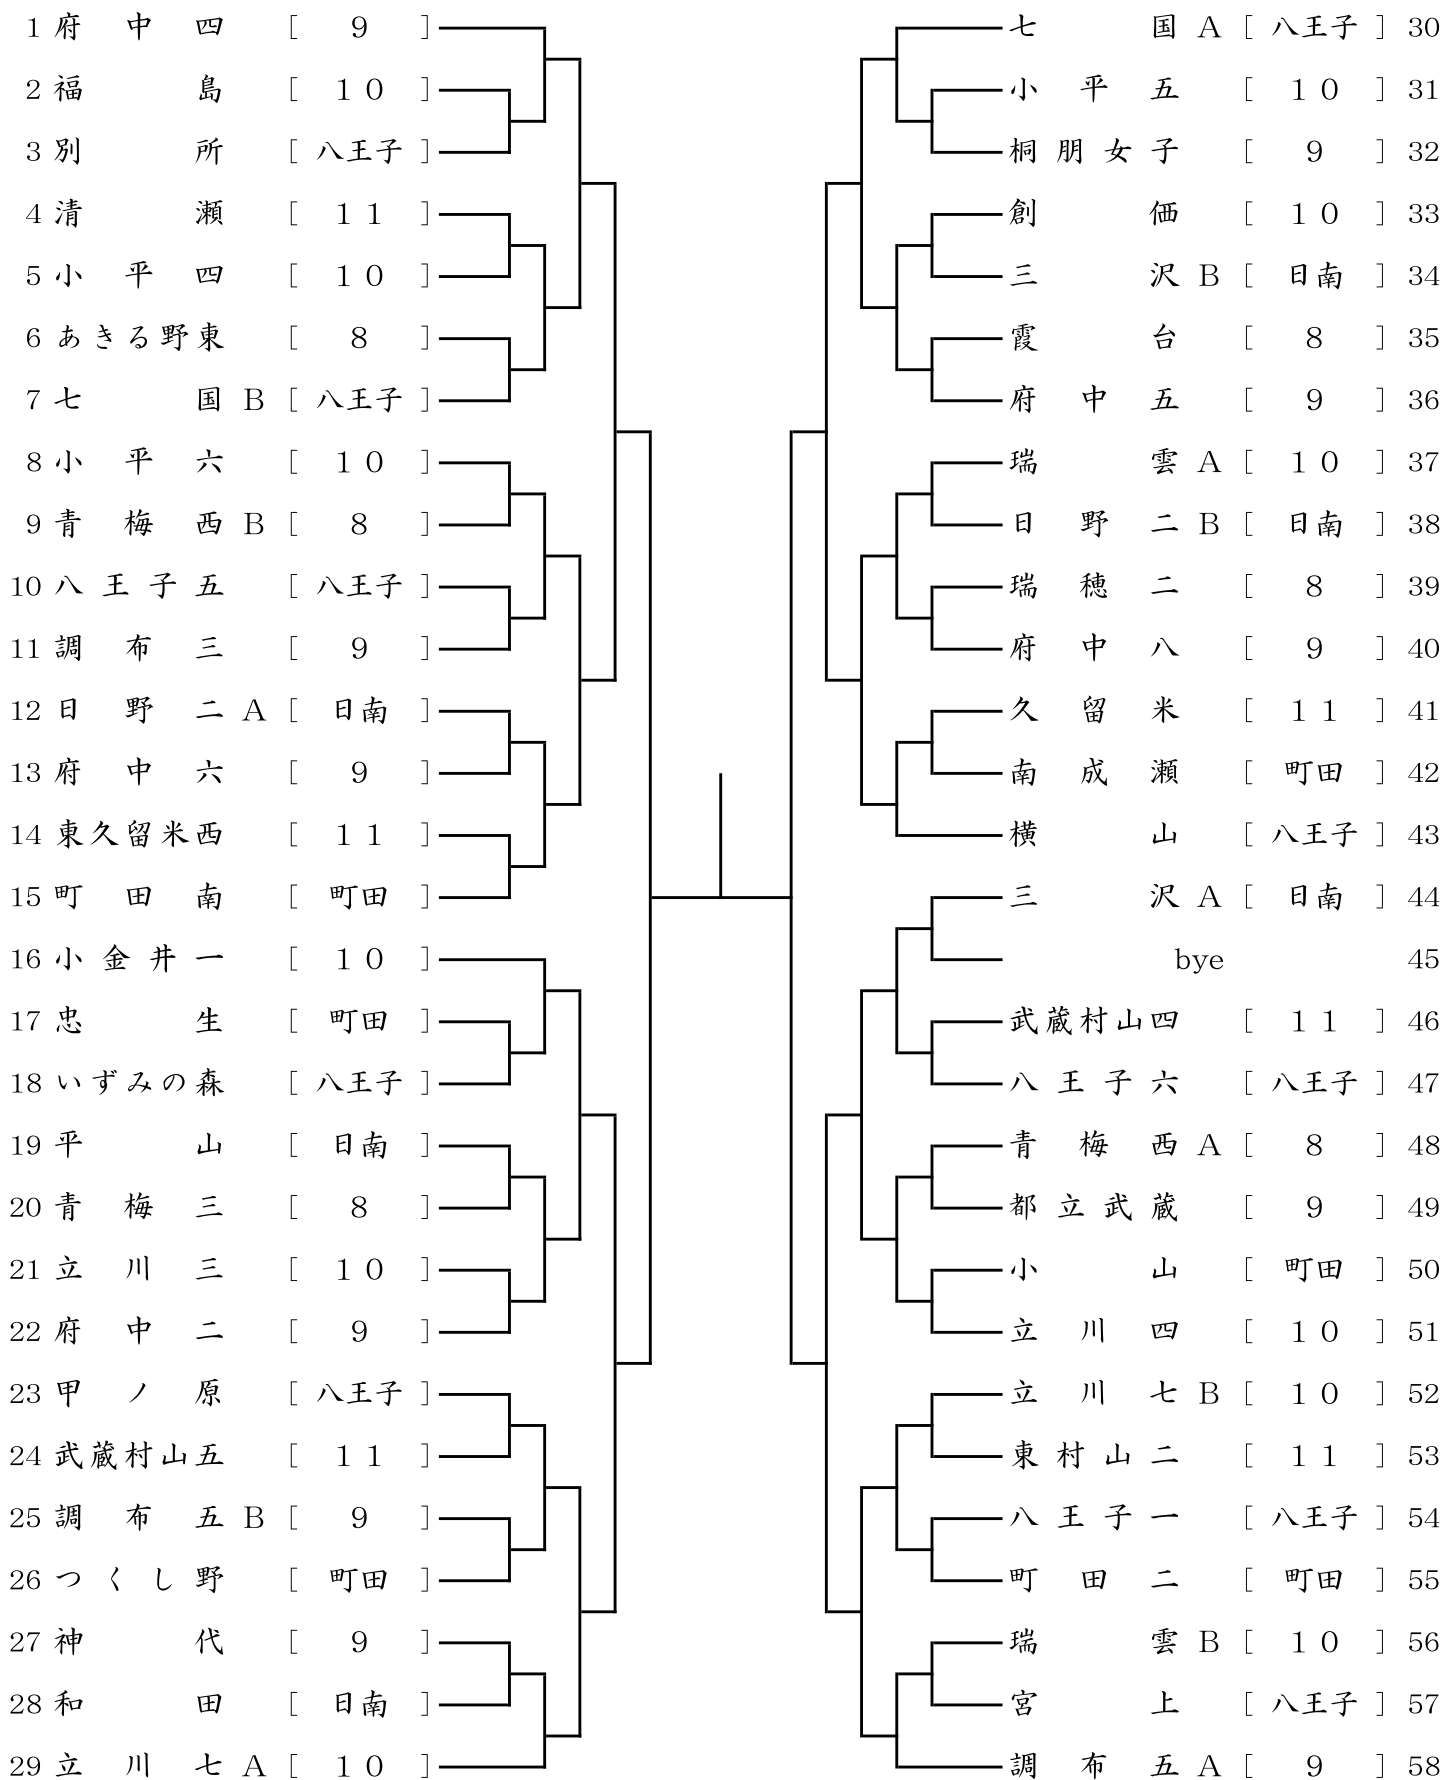 1 府中四 [ 9 ]
2 福島 [ 10 ]
3 別所 [ 八王子 ]
4 清瀬 [ 11 ]
5 小平四 [ 10 ]
6 あきる野東 [ 8 ]
7 七国 B [ 八王子 ]
8 小平六 [ 10 ]
9 青梅西 B [ 8 ]
10 八王子五 [ 八王子 ]
11 調布三 [ 9 ]
12 日野二 A [ 日南 ]
13 府中六 [ 9 ]
14 東久留米西 [ 11 ]
15 町田南 [ 町田 ]
16 小金井一 [ 10 ]
17 忠生 [ 町田 ]
18 いずみの森 [ 八王子 ]
19 平山 [ 日南 ]
20 青梅三 [ 8 ]
21 立川三 [ 10 ]
22 府中二 [ 9 ]
23 甲ノ原 [ 八王子 ]
24 武蔵村山五 [ 11 ]
25 調布五 B [ 9 ]
26 つくし野 [ 町田 ]
27 神代 [ 9 ]
28 和田 [ 日南 ]
29 立川七 A [ 10 ]
七国 A [ 八王子 ] 30
小平五 [ 10 ] 31
桐朋女子 [ 9 ] 32
創価 [ 10 ] 33
三沢 B [ 日南 ] 34
霞台 [ 8 ] 35
府中五 [ 9 ] 36
瑞雲 A [ 10 ] 37
日野二 B [ 日南 ] 38
瑞穂二 [ 8 ] 39
府中八 [ 9 ] 40
久留米 [ 11 ] 41
南成瀬 [ 町田 ] 42
横山 [ 八王子 ] 43
三沢 A [ 日南 ] 44
bye 45
武蔵村山四 [ 11 ] 46
八王子六 [ 八王子 ] 47
青梅西 A [ 8 ] 48
都立武蔵 [ 9 ] 49
小山 [ 町田 ] 50
立川四 [ 10 ] 51
立川七 B [ 10 ] 52
東村山二 [ 11 ] 53
八王子一 [ 八王子 ] 54
町田二 [ 町田 ] 55
瑞雲 B [ 10 ] 56
宮上 [ 八王子 ] 57
調布五 A [ 9 ] 58